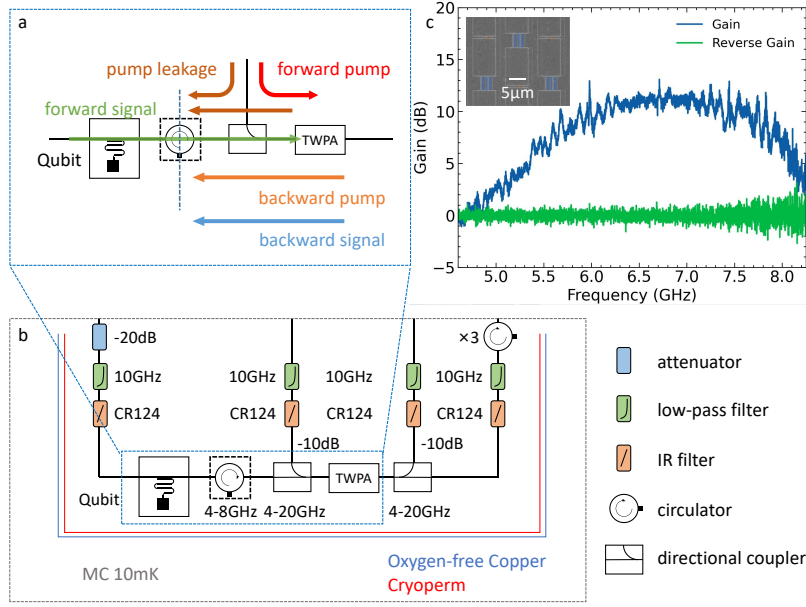 a
pump leakage
forward pump
forward signal
Qubit
TWPA
backward pump
backward signal
c
Gain
Reverse Gain
5μm
Gain (dB)
20
15
10
5
0
−5
4.5 5.0 5.5 6.0 6.5 7.0 7.5 8.0
Frequency (GHz)
b
-20dB
×3
10GHz 10GHz 10GHz 10GHz
CR124 CR124 CR124 CR124
-10dB -10dB
Qubit
TWPA
4-8GHz 4-20GHz 4-20GHz
MC 10mK
Oxygen-free Copper
Cryoperm
attenuator
low-pass filter
IR filter
circulator
directional coupler